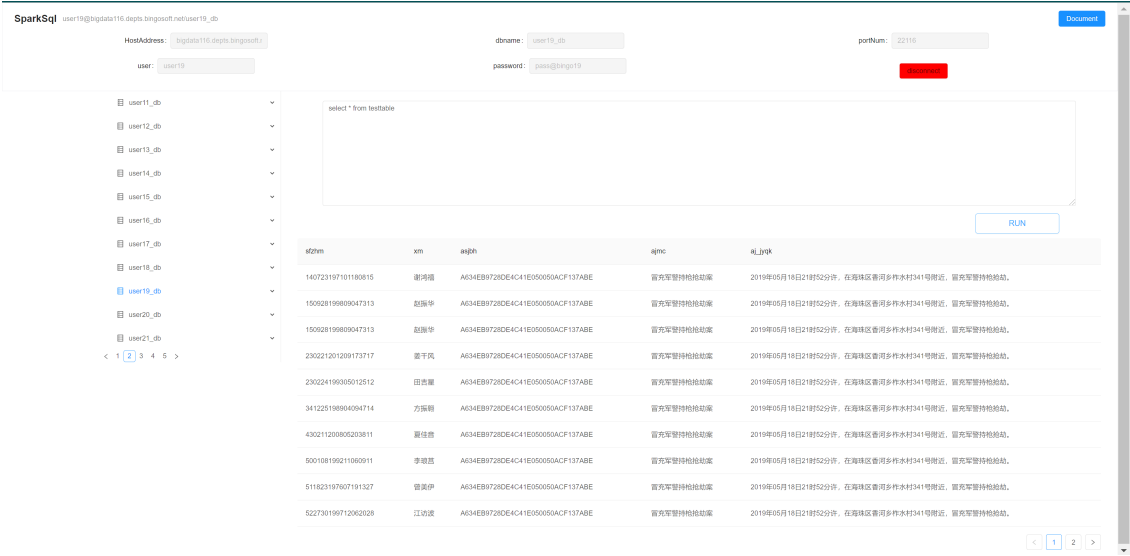 SparkSql user19@bigdata116.depts.bingosoft.net/user19_db
Document
HostAddress: bigdata116.depts.bingosoft.i
dbname: user19_db
portNum: 22116
user: user19
password: pass@bingo19
disconnect
user11_db
user12_db
user13_db
user14_db
user15_db
user16_db
user17_db
user18_db
user19_db
user20_db
user21_db
< 1 2 3 4 5 >
select * from testtable
RUN
sfzhm xm asjbh ajmc aj_jyqk
140723197101180815 谢鸿禧 A634EB9728DE4C41E050050ACF137ABE 冒充军警持枪抢劫案 2019年05月18日21时52分许，在海珠区香河乡柞水村341号附近，冒充军警持枪抢劫。
150928199809047313 赵振华 A634EB9728DE4C41E050050ACF137ABE 冒充军警持枪抢劫案 2019年05月18日21时52分许，在海珠区香河乡柞水村341号附近，冒充军警持枪抢劫。
150928199809047313 赵振华 A634EB9728DE4C41E050050ACF137ABE 冒充军警持枪抢劫案 2019年05月18日21时52分许，在海珠区香河乡柞水村341号附近，冒充军警持枪抢劫。
230221201209173717 姜于风 A634EB9728DE4C41E050050ACF137ABE 冒充军警持枪抢劫案 2019年05月18日21时52分许，在海珠区香河乡柞水村341号附近，冒充军警持枪抢劫。
230224199305012512 田吉 A634EB9728DE4C41E050050ACF137ABE 冒充军警持枪抢劫案 2019年05月18日21时52分许，在海珠区香河乡柞水村341号附近，冒充军警持枪抢劫。
341225198904094714 方振 A634EB9728DE4C41E050050ACF137ABE 冒充军警持枪抢劫案 2019年05月18日21时52分许，在海珠区香河乡柞水村341号附近，冒充军警持枪抢劫。
430211200805203811 夏佳音 A634EB9728DE4C41E050050ACF137ABE 冒充军警持枪抢劫案 2019年05月18日21时52分许，在海珠区香河乡柞水村341号附近，冒充军警持枪抢劫。
500108199211060911 李琅 A634EB9728DE4C41E050050ACF137ABE 冒充军警持枪抢劫案 2019年05月18日21时52分许，在海珠区香河乡柞水村341号附近，冒充军警持枪抢劫。
511823197607191327 曾美伊 A634EB9728DE4C41E050050ACF137ABE 冒充军警持枪抢劫案 2019年05月18日21时52分许，在海珠区香河乡柞水村341号附近，冒充军警持枪抢劫。
522730199712062028 江访波 A634EB9728DE4C41E050050ACF137ABE 冒充军警持枪抢劫案 2019年05月18日21时52分许，在海珠区香河乡柞水村341号附近，冒充军警持枪抢劫。
< 1 2 >